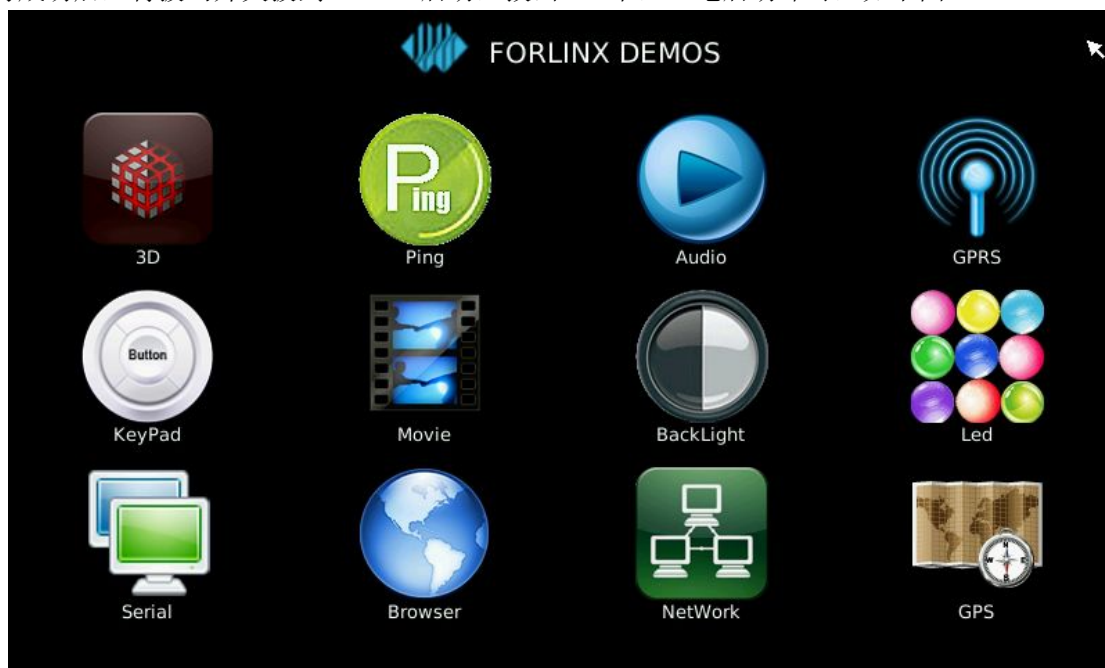 FORLINX DEMOS
3D
Ping
Ping
Audio
GPRS
Button
KeyPad
Movie
BackLight
Led
Serial
Browser
NetWork
N
W
E
S
GPS